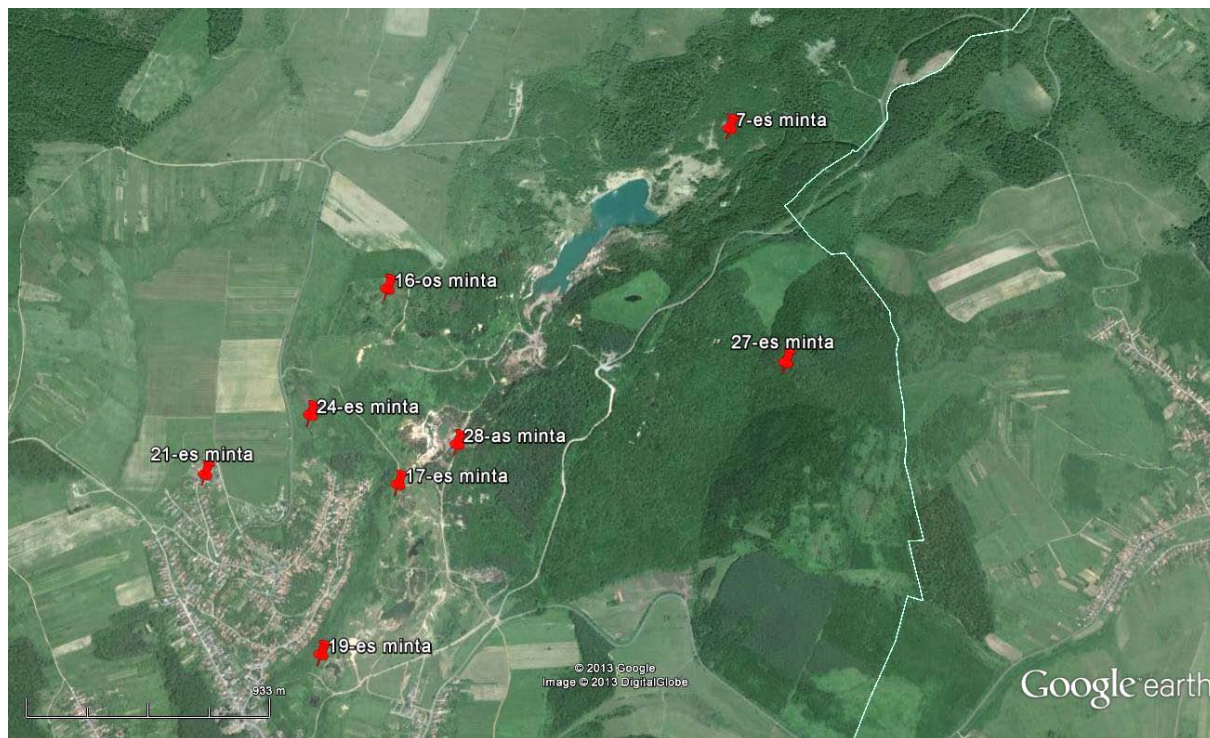 7-es minta
16-os minta
27-es minta
24-es minta
28-as minta
21-es minta
17-es minta
19-es minta
© 2013 Google
Image © 2013 DigitalGlobe
933 m
Google earth